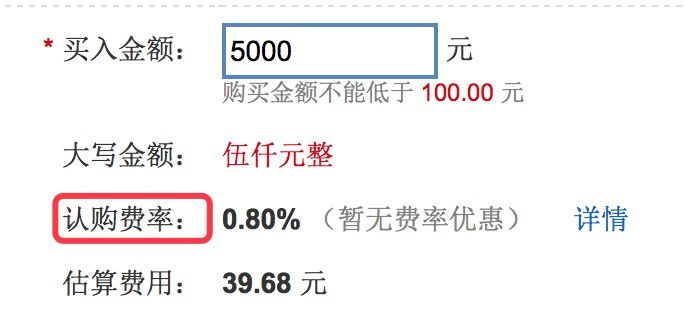 * 买入金额： 5000 元
购买金额不能低于 100.00 元
大写金额： 伍仟元整
认购费率： 0.80% （暂无费率优惠） 详情
估算费用： 39.68 元